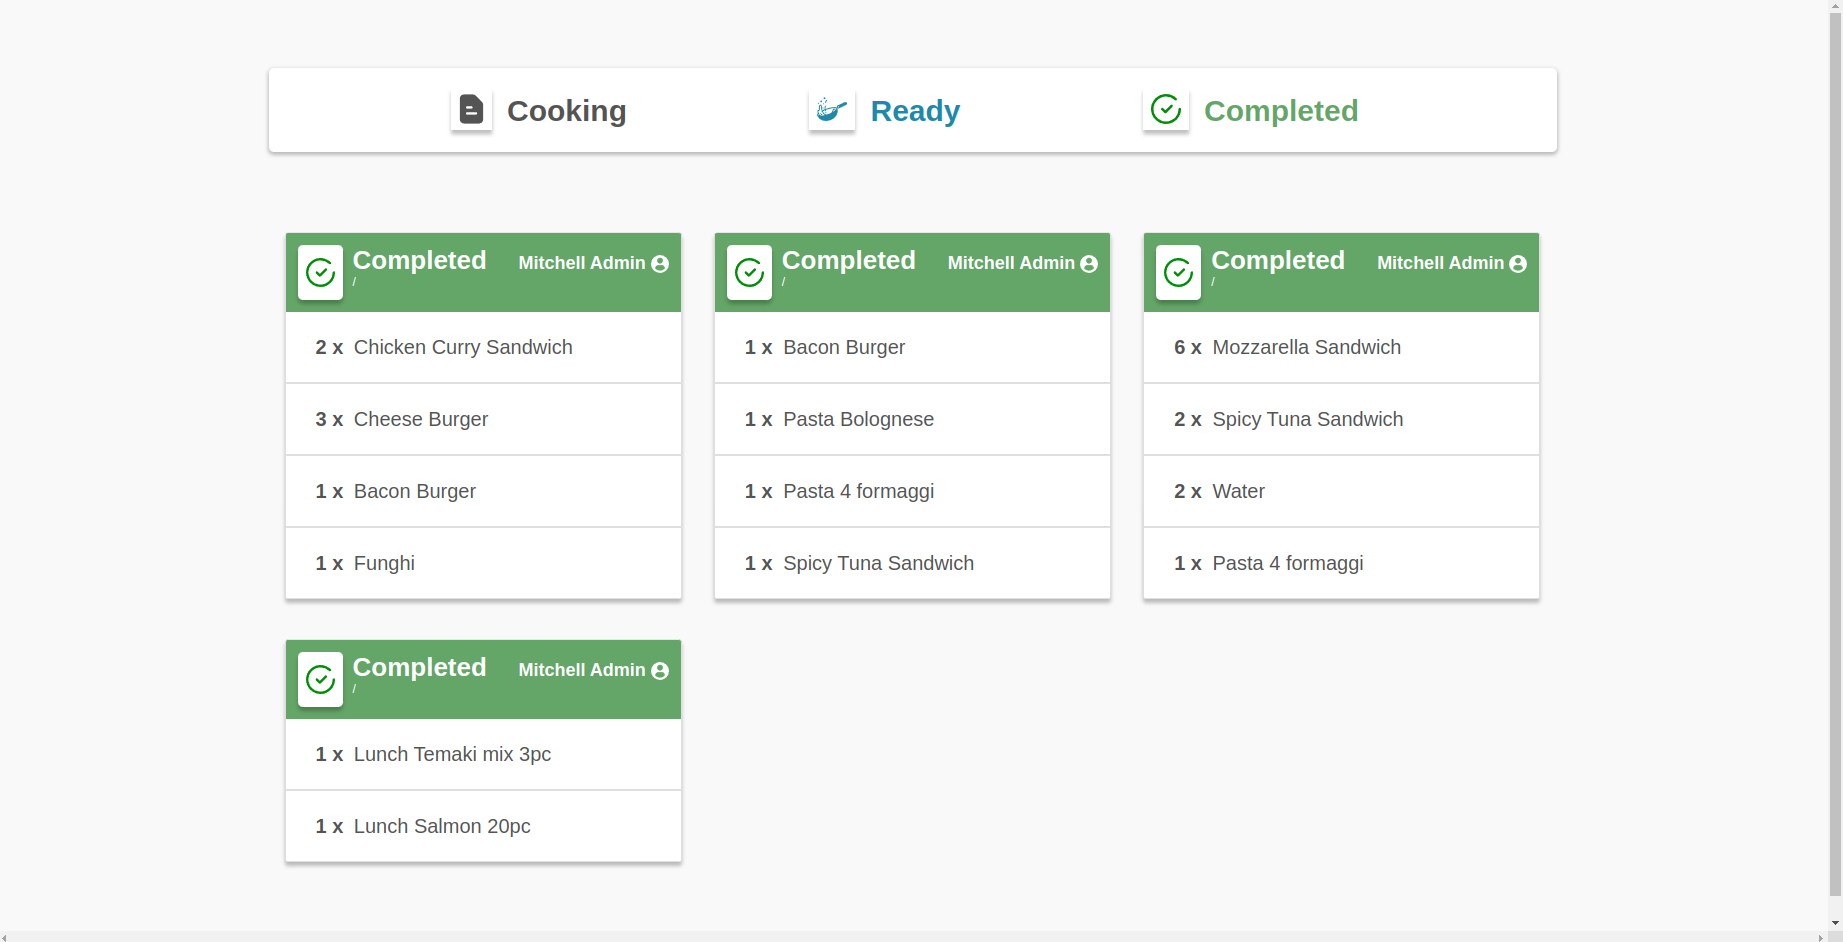 Cooking
Ready
Completed
Completed
Mitchell Admin
/
2 x Chicken Curry Sandwich
3 x Cheese Burger
1 x Bacon Burger
1 x Funghi
Completed
Mitchell Admin
/
1 x Bacon Burger
1 x Pasta Bolognese
1 x Pasta 4 formaggi
1 x Spicy Tuna Sandwich
Completed
Mitchell Admin
/
6 x Mozzarella Sandwich
2 x Spicy Tuna Sandwich
2 x Water
1 x Pasta 4 formaggi
Completed
Mitchell Admin
/
1 x Lunch Temaki mix 3pc
1 x Lunch Salmon 20pc